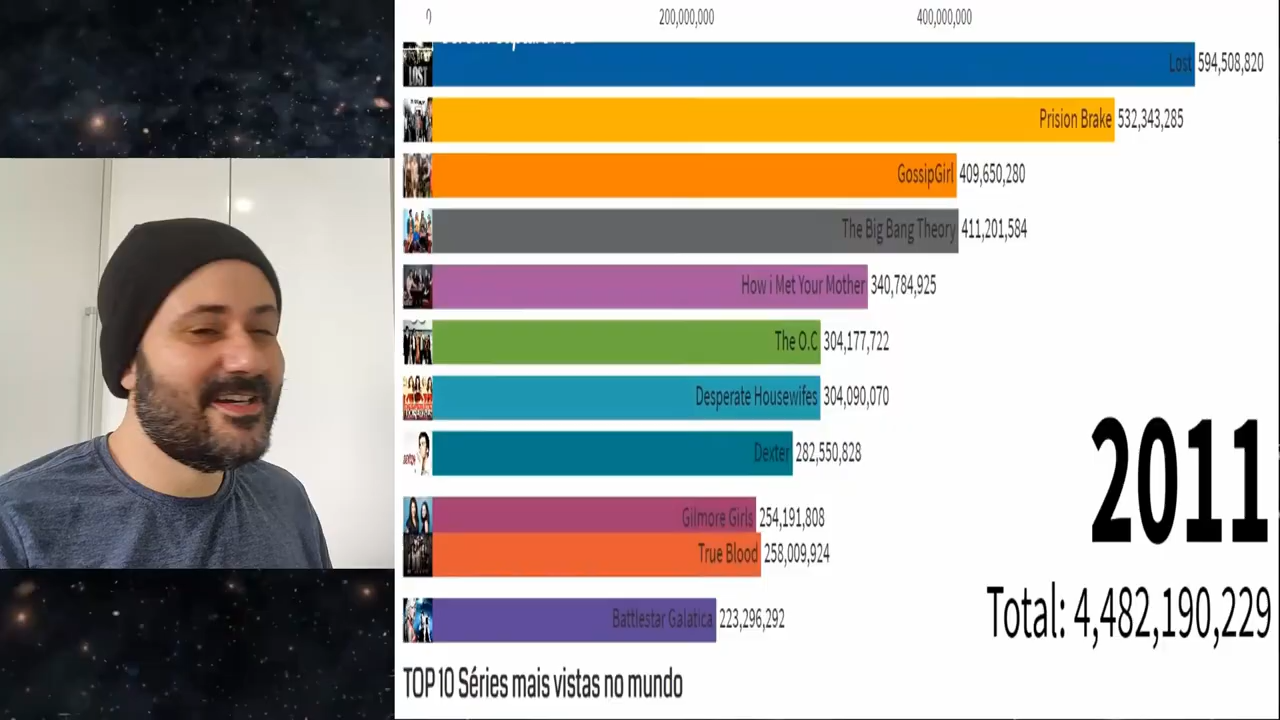 0 200,000,000 400,000,000
LOST
Lost 594,508,820
Prision Brake 532,343,285
GossipGirl 409,650,280
The Big Bang Theory 411,201,584
How i Met Your Mother 340,784,925
The O.C 304,177,722
Desperate Housewifes 304,090,070
Dexter 282,550,828
Gilmore Girls 254,191,808
True Blood 258,009,924
Battlestar Galatica 223,296,292
2011
Total: 4,482,190,229
TOP 10 Séries mais vistas no mundo